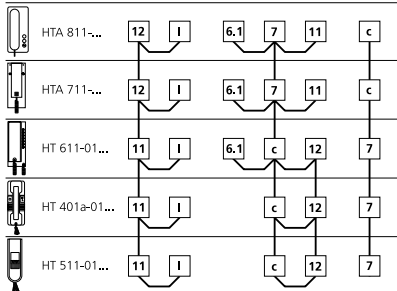 HTA 811-... 12 I 6.1 7 11 c
HTA 711-... 12 I 6.1 7 11 c
HT 611-01... 11 I 6.1 c 12 7
HT 401a-01... 11 I c 12 7
HT 511-01... 11 I c 12 7